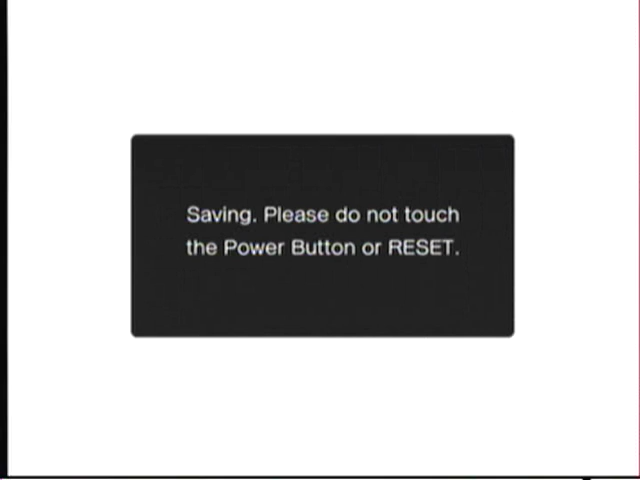 Saving. Please do not touch
the Power Button or RESET.